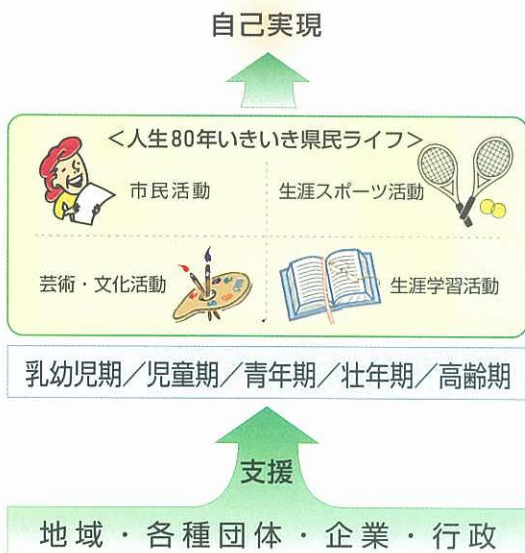 自己実現
＜人生80年いきいき県民ライフ＞
市民活動
生涯スポーツ活動
芸術・文化活動
生涯学習活動
乳幼児期／児童期／青年期／壮年期／高齢期
支援
地域・各種団体・企業・行政